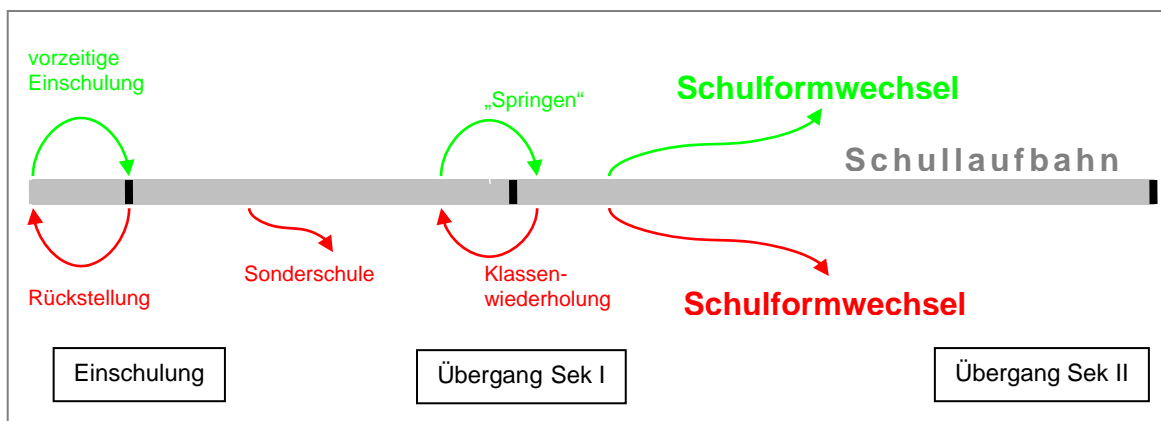 vorzeitige
Einschulung
„Springen“
Schulformwechsel
Schullaufbahn
Rückstellung
Sonderschule
Klassen-
wiederholung
Schulformwechsel
Einschulung
Übergang Sek I
Übergang Sek II